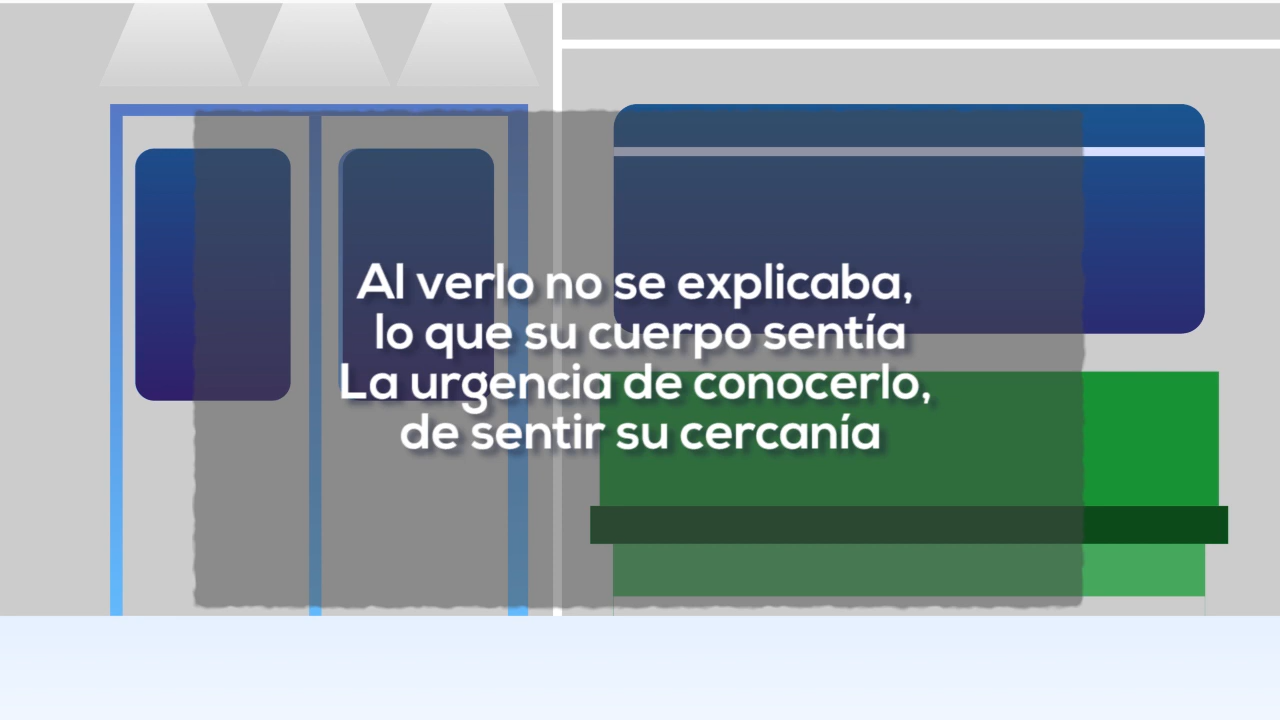 Al verlo no se explicaba,
lo que su cuerpo sentía
La urgencia de conocerlo,
de sentir su cercanía